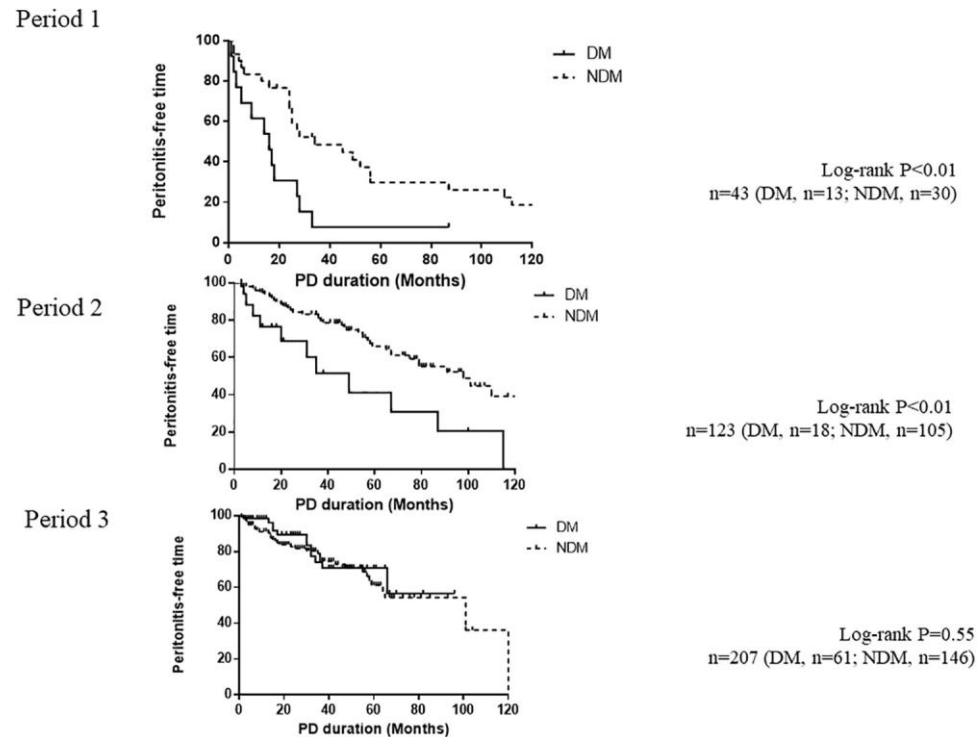 Period 1
100
80
60
40
20
0
Peritonitis-free time
0 20 40 60 80 100 120
PD duration (Months)
DM
NDM
Log-rank P<0.01
n=43 (DM, n=13; NDM, n=30)
Period 2
100
80
60
40
20
0
Peritonitis-free time
0 20 40 60 80 100 120
PD duration (Months)
DM
NDM
Log-rank P<0.01
n=123 (DM, n=18; NDM, n=105)
Period 3
100
80
60
40
20
0
Peritonitis-free time
0 20 40 60 80 100 120
PD duration (Months)
DM
NDM
Log-rank P=0.55
n=207 (DM, n=61; NDM, n=146)